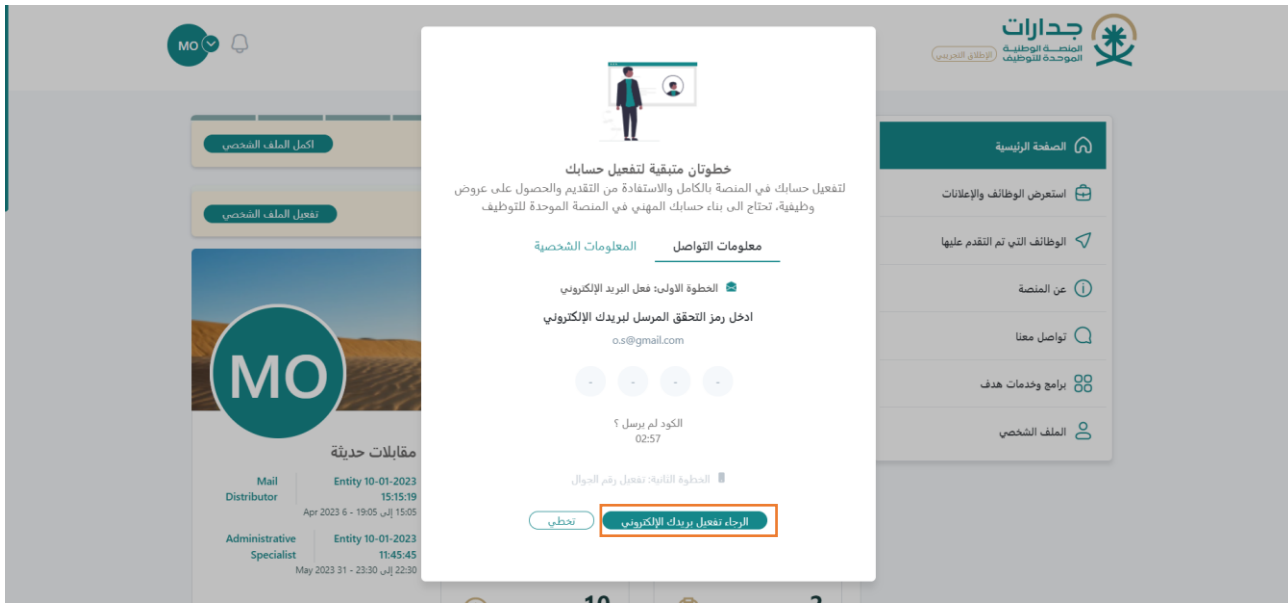 جدارات
المنصة الوطنية
الموحدة للتوظيف (الإطلاق التجريبي)
MO
الصفحة الرئيسية
استعرض الوظائف والإعلانات
الوظائف التي تم التقدم عليها
عن المنصة
تواصل معنا
برامج وخدمات هدف
الملف الشخصي
خطوتان متبقية لتفعيل حسابك
لتفعيل حسابك في المنصة بالكامل والاستفادة من التقديم والحصول على عروض
وظيفية، تحتاج الى بناء حسابك المهني في المنصة الموحدة للتوظيف
معلومات التواصل المعلومات الشخصية
الخطوة الاولى: فعل البريد الإلكتروني
ادخل رمز التحقق المرسل لبريدك الإلكتروني
o.s@gmail.com
- - - -
الكود لم يرسل ؟
02:57
الخطوة الثانية: تفعيل رقم الجوال
الرجاء تفعيل بريدك الإلكتروني تخطي
اكمل الملف الشخصي
تفعيل الملف الشخصي
MO
مقابلات حديثة
Mail Distributor
Entity 10-01-2023 15:15:19
15:05 إلى 19:05 - 6 Apr 2023
Administrative Specialist
Entity 10-01-2023 11:45:45
22:30 إلى 23:30 - 31 May 2023
10